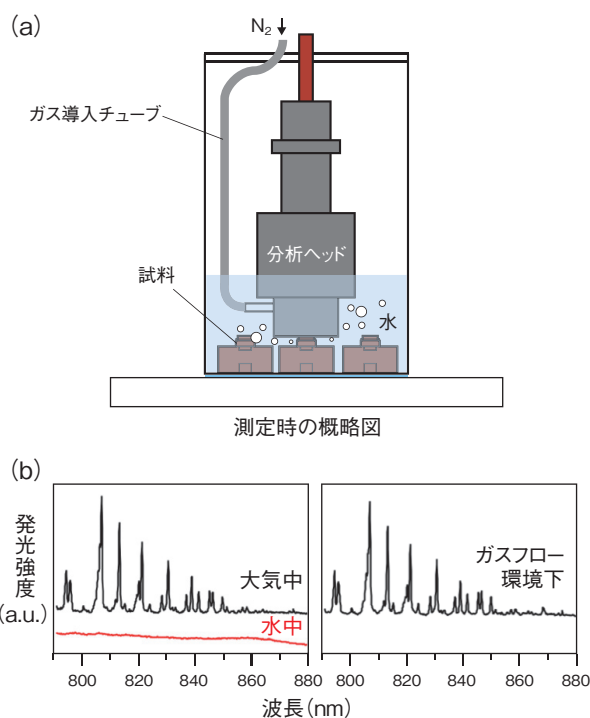 (a)
N₂
ガス導入チューブ
分析ヘッド
試料
水
測定時の概略図
(b)
発光強度
(a.u.)
大気中
水中
ガスフロー
環境下
800 820 840 860 880
800 820 840 860 880
波長(nm)